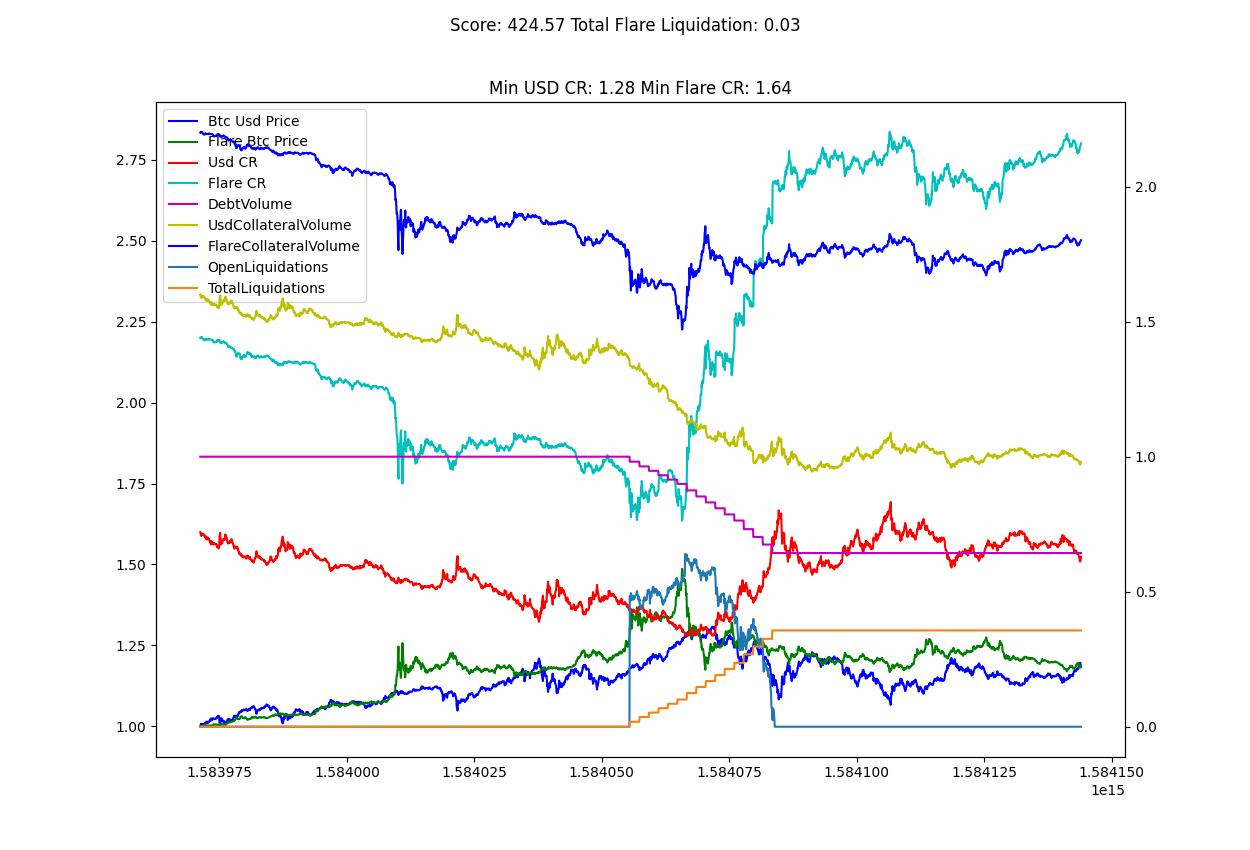 Score: 424.57 Total Flare Liquidation: 0.03
Min USD CR: 1.28 Min Flare CR: 1.64
Btc Usd Price
Flare Btc Price
Usd CR
Flare CR
DebtVolume
UsdCollateralVolume
FlareCollateralVolume
OpenLiquidations
TotalLiquidations
2.75
2.50
2.25
2.00
1.75
1.50
1.25
1.00
2.0
1.5
1.0
0.5
0.0
1.583975
1.584000
1.584025
1.584050
1.584075
1.584100
1.584125
1.584150
1e15